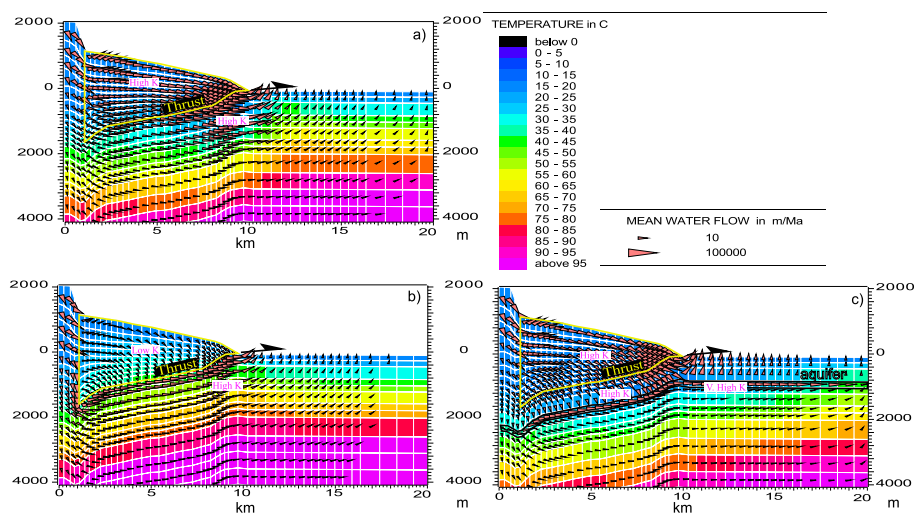 a)
2000
0
2000
4000
High K
Thrust
High K
2000
0
2000
4000
0 5 10 15 20 m
km
TEMPERATURE in C
below 0
0 - 5
5 - 10
10 - 15
15 - 20
20 - 25
25 - 30
30 - 35
35 - 40
40 - 45
45 - 50
50 - 55
55 - 60
60 - 65
65 - 70
70 - 75
75 - 80
80 - 85
85 - 90
90 - 95
above 95
MEAN WATER FLOW in m/Ma
10
100000
b)
2000
0
2000
4000
Low K
Thrust
High K
0 5 10 15 20
km
m
c)
2000
0
2000
4000
High K
Thrust
High K
V. High K
aquifer
0 5 10 15 20
km
m